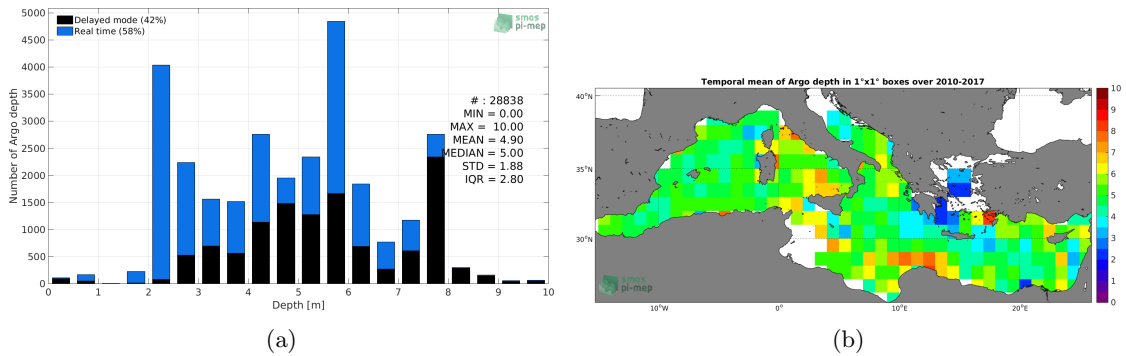 Delayed mode (42%)
Real time (58%)
smos
pi-mep
Number of Argo depth
5000
4500
4000
3500
3000
2500
2000
1500
1000
500
0
# : 28838
MIN = 0.00
MAX = 10.00
MEAN = 4.90
MEDIAN = 5.00
STD = 1.88
IQR = 2.80
0 1 2 3 4 5 6 7 8 9 10
Depth [m]
(a)
Temporal mean of Argo depth in 1°x1° boxes over 2010-2017
40°N
35°N
30°N
smos
pi-mep
10°W 0° 10°E 20°E
10
9
8
7
6
5
4
3
2
1
0
(b)